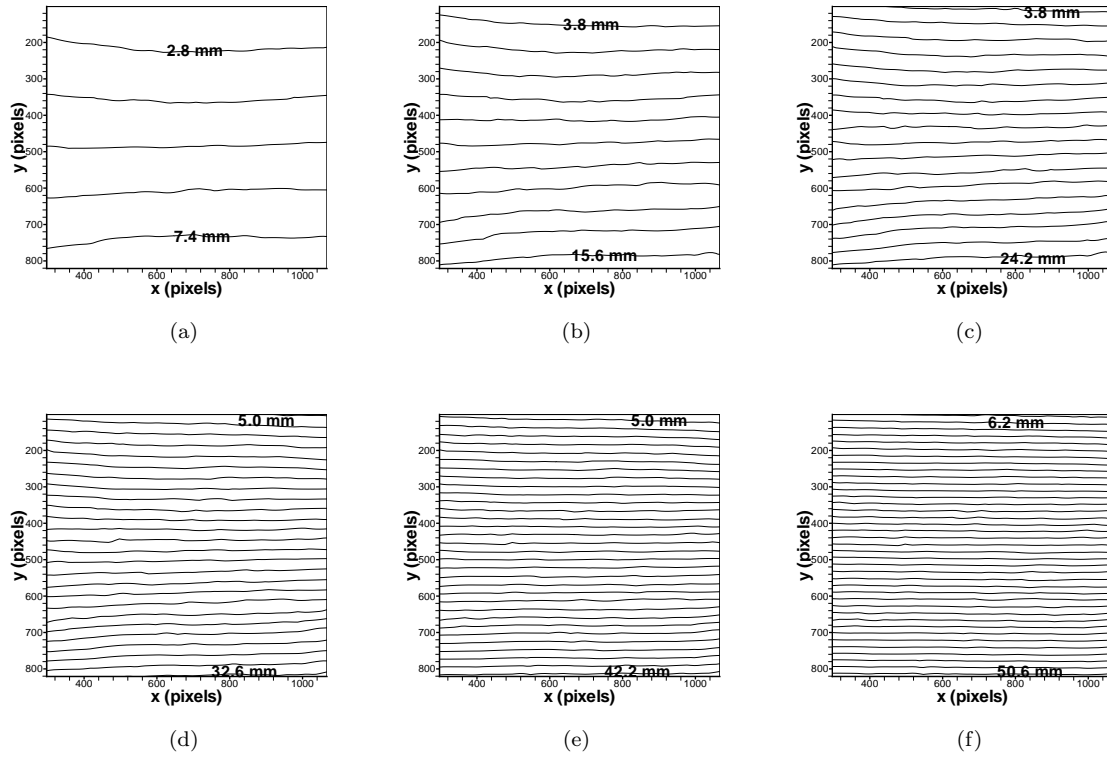 2.8 mm
7.4 mm
200
300
400
500
600
700
800
y (pixels)
400
600
800
1000
x (pixels)
(a)
3.8 mm
15.6 mm
200
300
400
500
600
700
800
y (pixels)
400
600
800
1000
x (pixels)
(b)
3.8 mm
24.2 mm
200
300
400
500
600
700
800
y (pixels)
400
600
800
1000
x (pixels)
(c)
5.0 mm
32.6 mm
200
300
400
500
600
700
800
y (pixels)
400
600
800
1000
x (pixels)
(d)
5.0 mm
42.2 mm
200
300
400
500
600
700
800
y (pixels)
400
600
800
1000
x (pixels)
(e)
6.2 mm
50.6 mm
200
300
400
500
600
700
800
y (pixels)
400
600
800
1000
x (pixels)
(f)